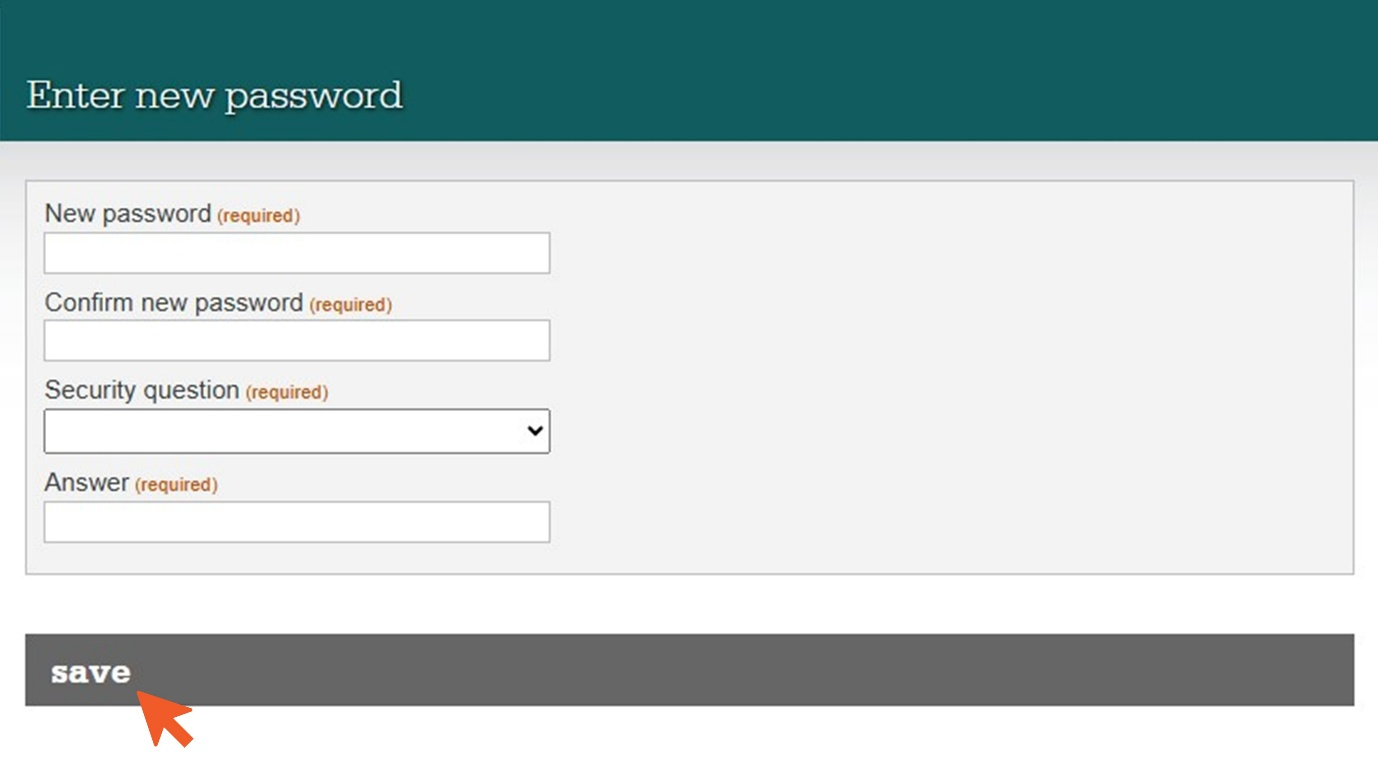 Enter new password
New password (required)
Confirm new password (required)
Security question (required)
Answer (required)
save